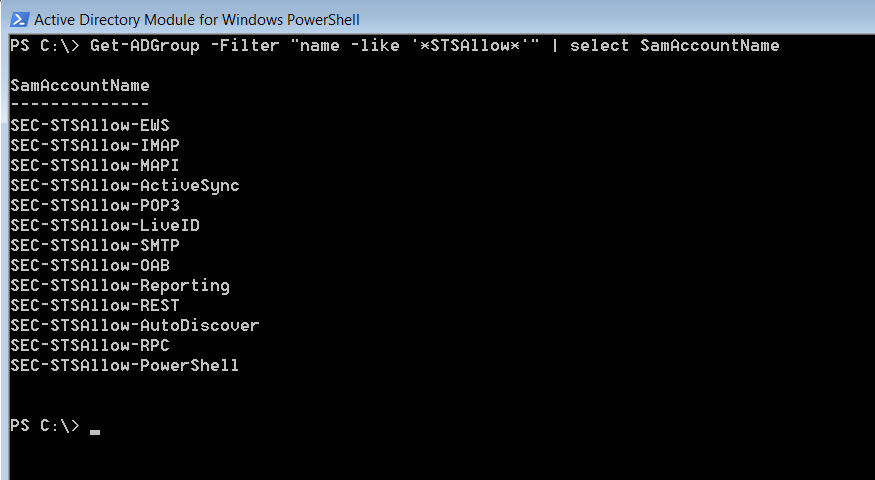 Active Directory Module for Windows PowerShell
PS C:\> Get-ADGroup -Filter "name -like '*STSAllow*'" | select SamAccountName
SamAccountName
--------------
SEC-STSAllow-EWS
SEC-STSAllow-IMAP
SEC-STSAllow-MAPI
SEC-STSAllow-ActiveSync
SEC-STSAllow-POP3
SEC-STSAllow-LiveID
SEC-STSAllow-SMTP
SEC-STSAllow-OAB
SEC-STSAllow-Reporting
SEC-STSAllow-REST
SEC-STSAllow-AutoDiscover
SEC-STSAllow-RPC
SEC-STSAllow-PowerShell
PS C:\> _